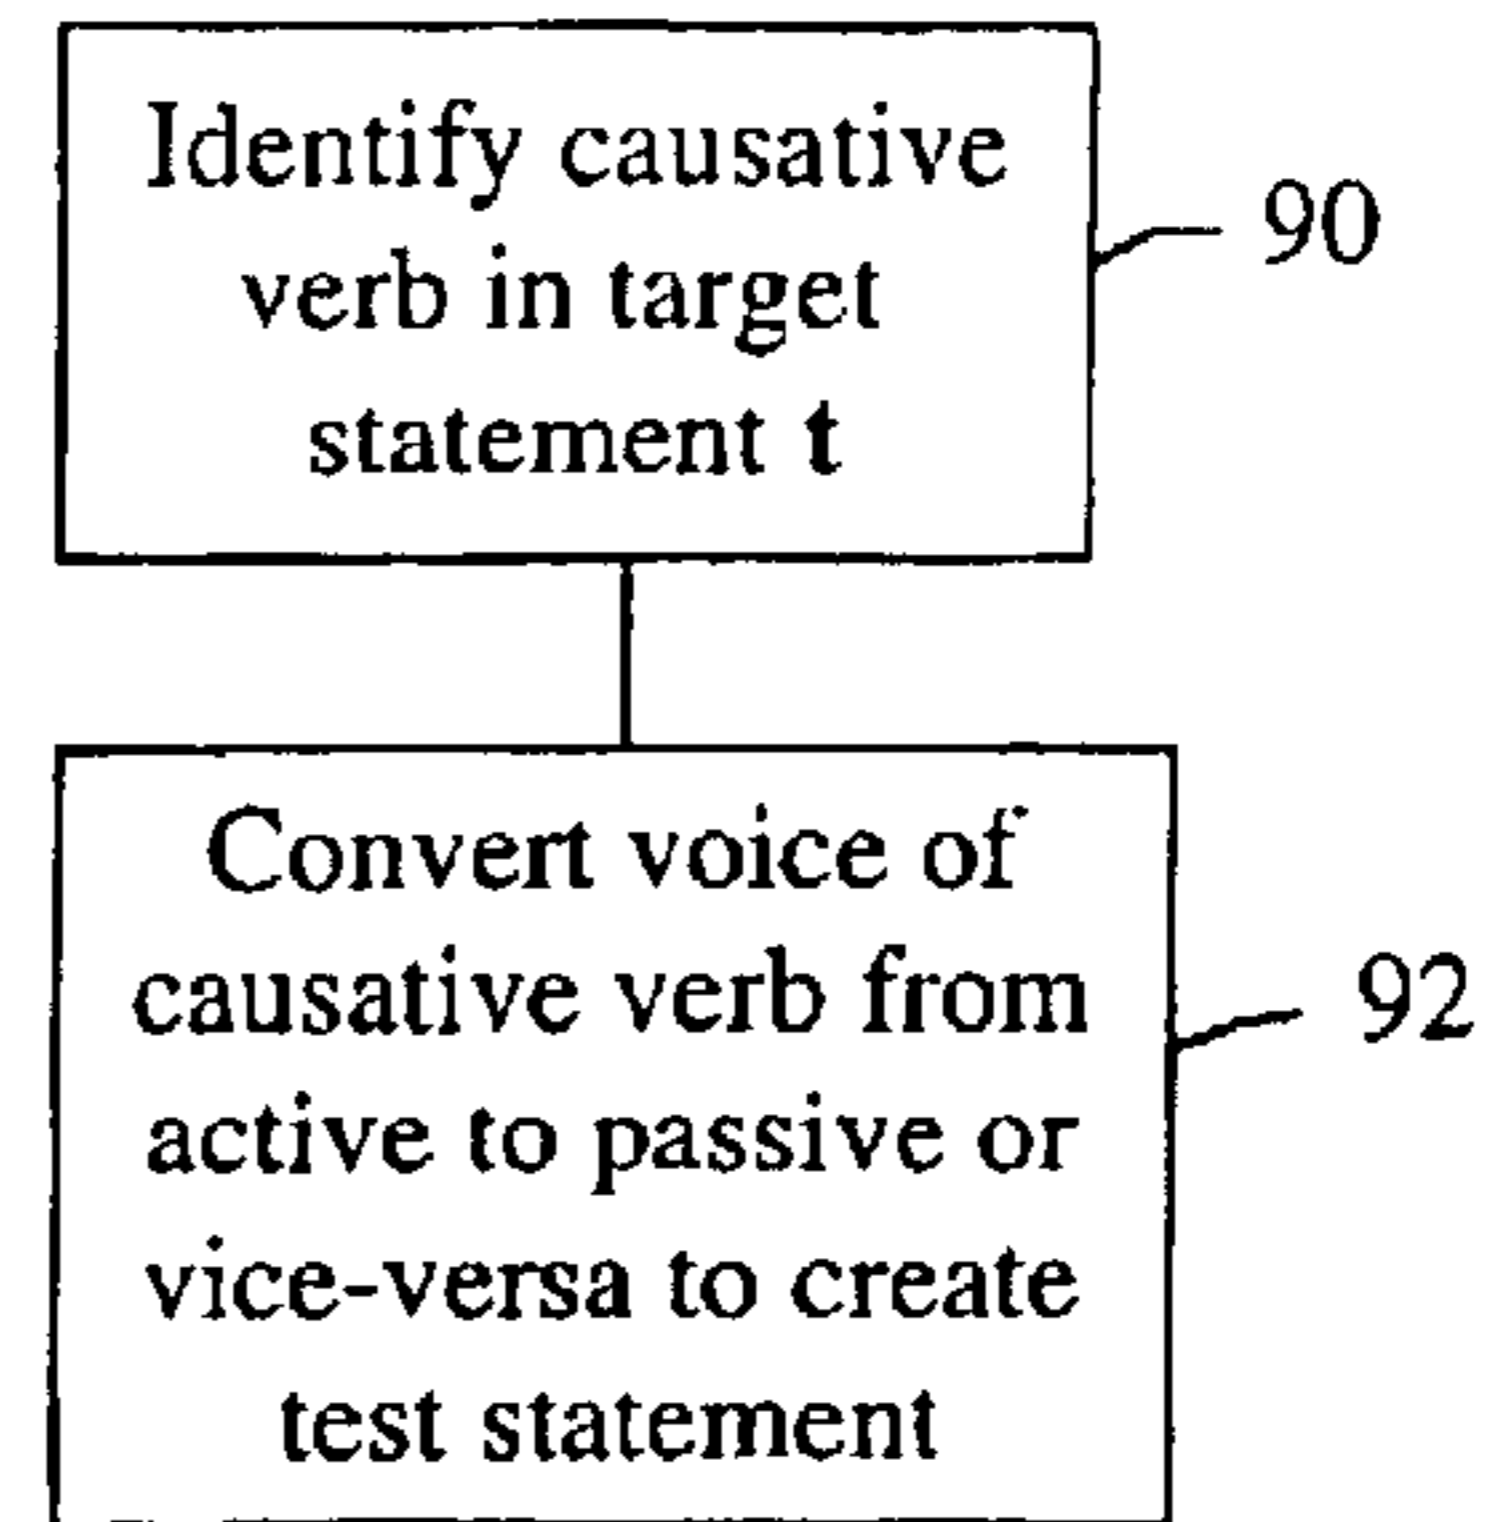 Identify causative
verb in target
statement t
90
Convert voice of
causative verb from
active to passive or
vice-versa to create
test statement
92